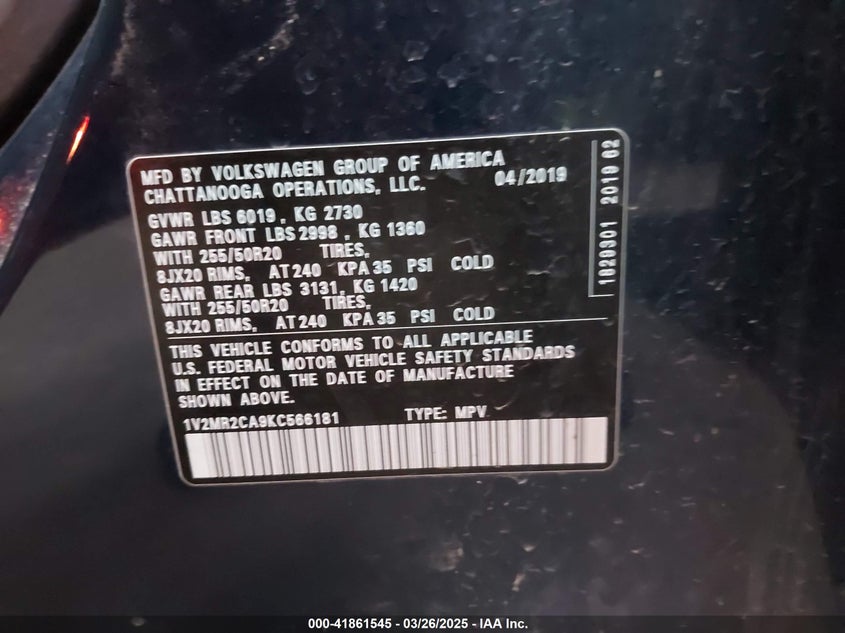 MFD BY VOLKSWAGEN GROUP OF AMERICA
CHATTANOOGA OPERATIONS, LLC. 04/2019
GVWR LBS 6019 , KG 2730
GAWR FRONT LBS 2998 , KG 1360
WITH 255/50R20 TIRES,
8JX20 RIMS, AT 240 KPA 35 PSI COLD
GAWR REAR LBS 3131, KG 1420
WITH 255/50R20 TIRES,
8JX20 RIMS, AT 240 KPA 35 PSI COLD
THIS VEHICLE CONFORMS TO ALL APPLICABLE
U.S. FEDERAL MOTOR VEHICLE SAFETY STANDARDS
IN EFFECT ON THE DATE OF MANUFACTURE
SHOWN ABOVE.
1V2MR2CA9KC566181 TYPE: MPV
1829301 2019 02
000-41861545 - 03/26/2025 - IAA Inc.